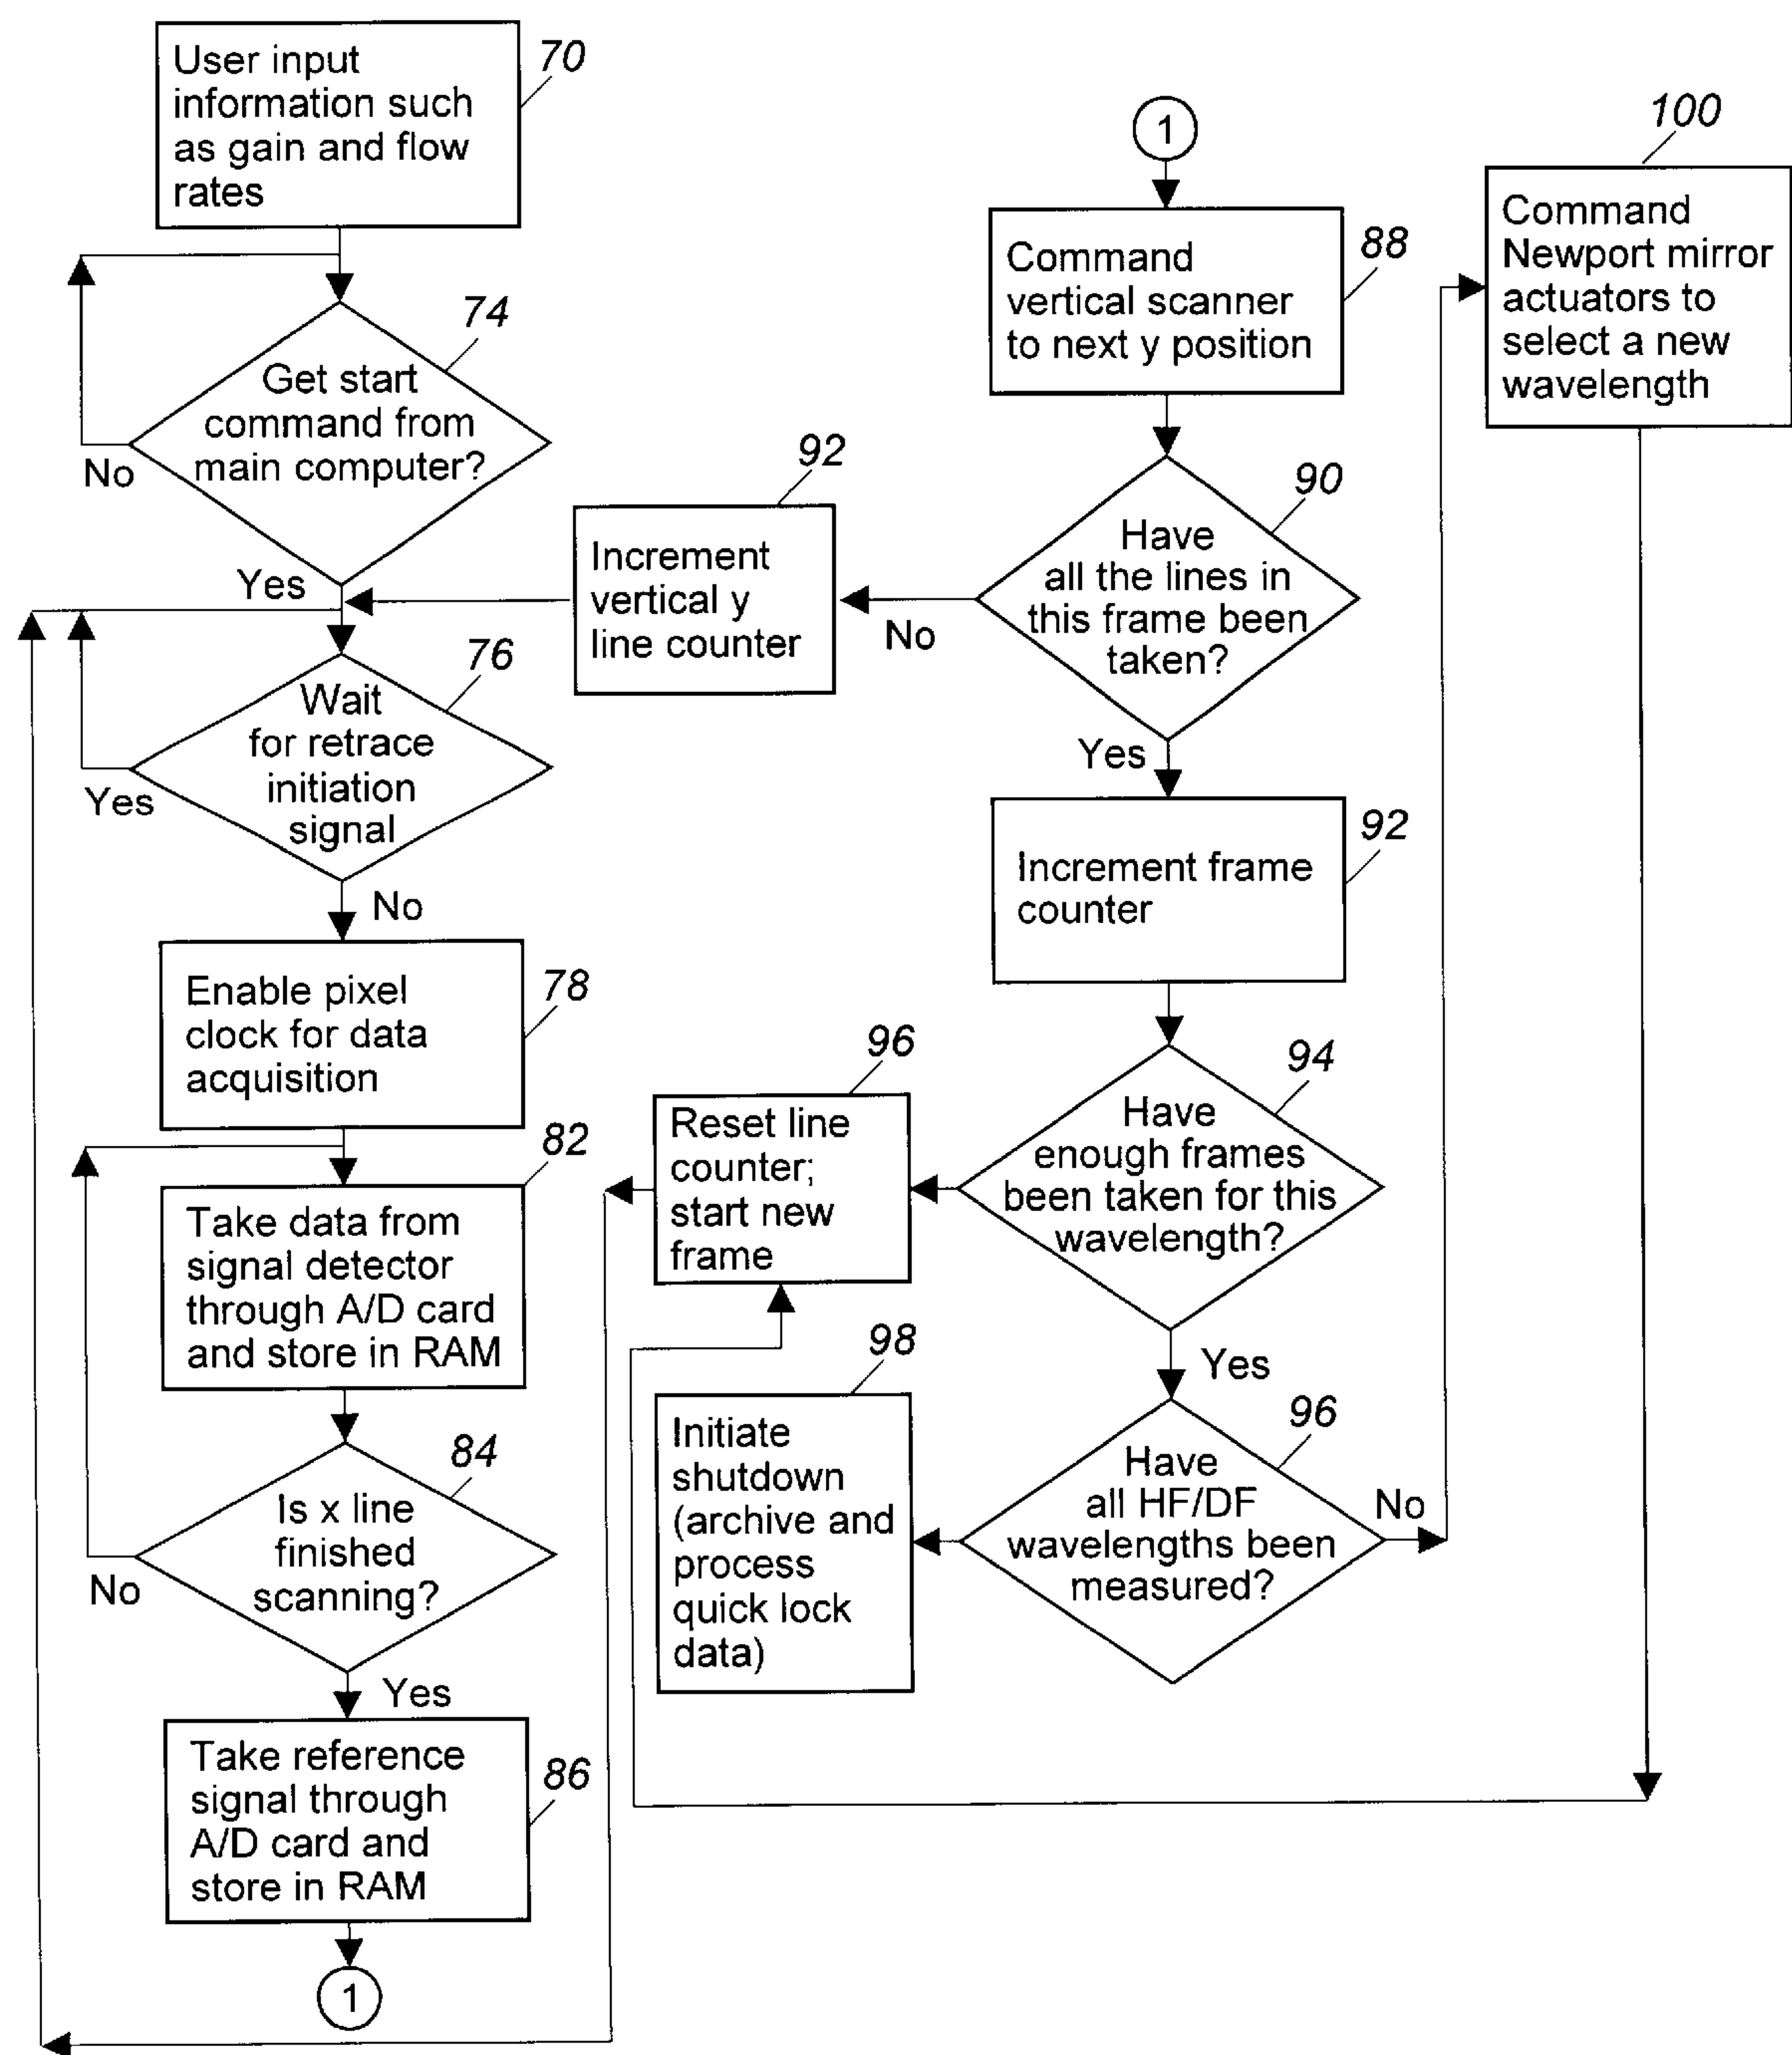 User input
information such
as gain and flow
rates
70
Get start
command from
main computer?
74
No
Yes
Wait
for retrace
initiation
signal
76
Yes
No
Enable pixel
clock for data
acquisition
78
Take data from
signal detector
through A/D card
and store in RAM
82
Is x line
finished
scanning?
84
No
Yes
Take reference
signal through
A/D card and
store in RAM
86
1
1
Command
vertical scanner
to next y position
88
Have
all the lines in
this frame been
taken?
90
No
Increment
vertical y
line counter
92
Yes
Increment frame
counter
92
Have
enough frames
been taken for this
wavelength?
94
Reset line
counter;
start new
frame
96
Yes
Have
all HF/DF
wavelengths been
measured?
96
No
Initiate
shutdown
(archive and
process
quick lock
data)
98
Command
Newport mirror
actuators to
select a new
wavelength
100